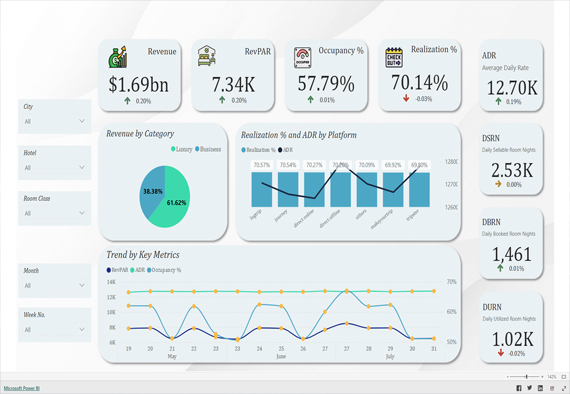 Revenue
$1.69bn
0.20%
RevPAR
7.34K
0.20%
Occupancy %
57.79%
0.01%
CHECK
OUT
Realization %
70.14%
-0.03%
ADR
Average Daily Rate
12.70K
0.19%
City
All
Hotel
All
Room Class
All
Month
All
Week No.
All
Revenue by Category
Luxury Business
38.38%
61.62%
Realization % and ADR by Platform
Realization % ADR
70.57% 70.54% 70.27% 70.09% 69.92%
1280X
1270X
1260X
logtrip journey direct online direct offline others makeyourtrip tripster
DSRN
Daily Sellable Room Nights
2.53K
0.00%
DBRN
Daily Booked Room Nights
1,461
0.01%
DURN
Daily Utilized Room Nights
1.02K
-0.02%
Trend by Key Metrics
RevPAR ADR Occupancy %
14K
12K
10K
8K
6K
70%
60%
50%
19 20 21 22 23 23 24 25 26 27 27 28 29 30 31
May June July
Microsoft Power BI
142%